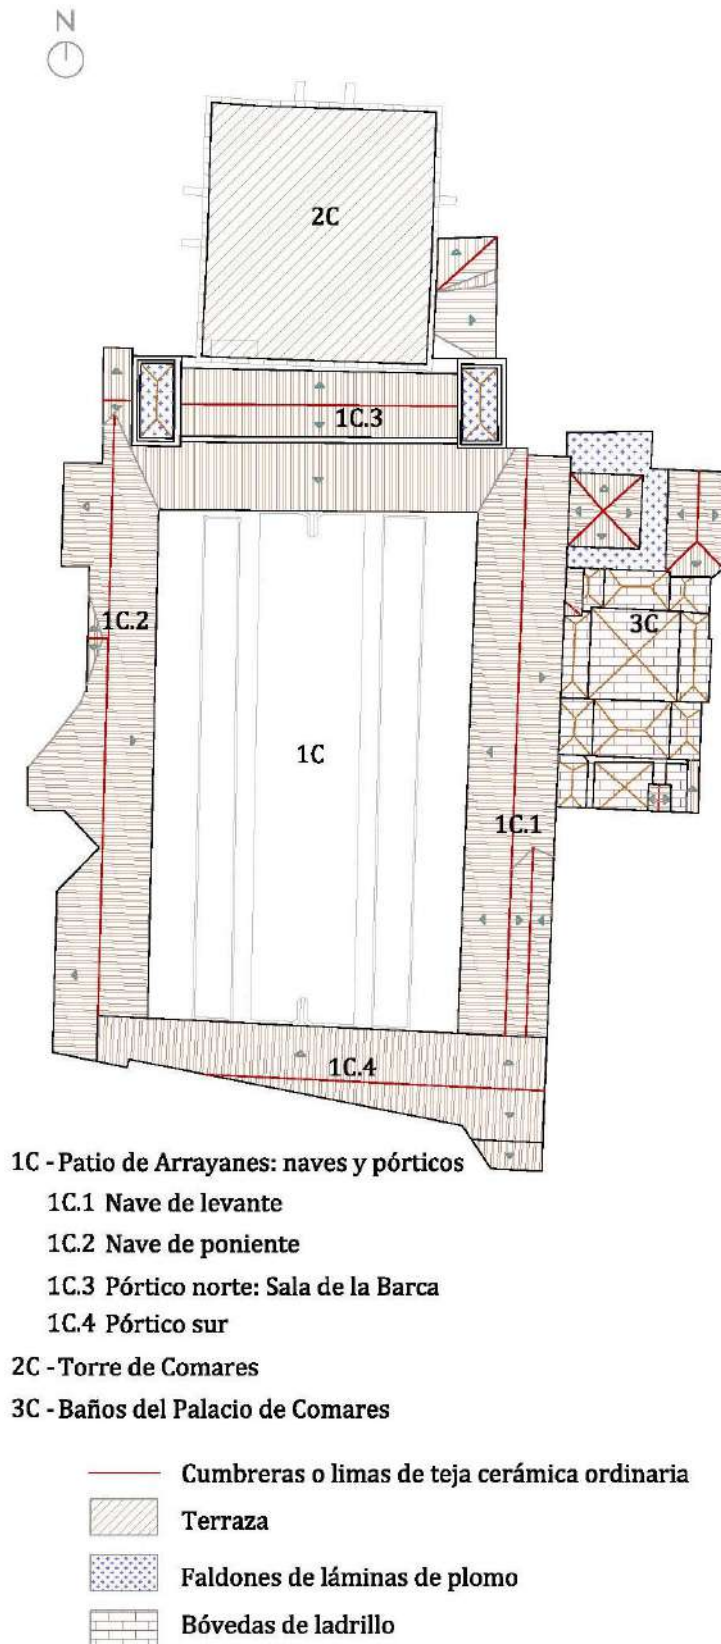 N
2C
1C.3
1C.2
3C
1C
1C.1
1C.4
1C - Patio de Arrayanes: naves y pórticos
1C.1 Nave de levante
1C.2 Nave de poniente
1C.3 Pórtico norte: Sala de la Barca
1C.4 Pórtico sur
2C - Torre de Comares
3C - Baños del Palacio de Comares
Cumbreras o limas de teja cerámica ordinaria
Terraza
Faldones de láminas de plomo
Bóvedas de ladrillo